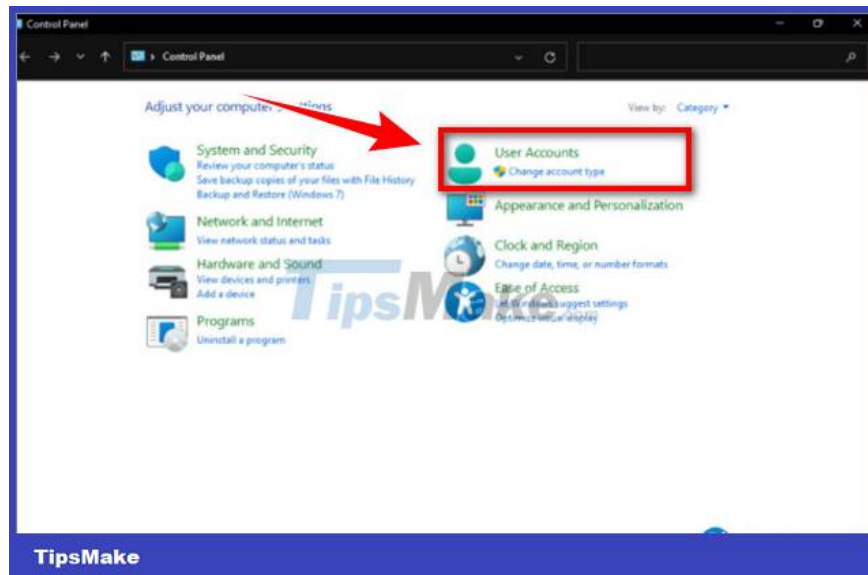 Control Panel
Control Panel
Adjust your computer's settings
View by: Category
System and Security
Review your computer's status
Save backup copies of your files with File History
Backup and Restore (Windows 7)
Network and Internet
View network status and tasks
Hardware and Sound
View devices and printers
Add a device
Programs
Uninstall a program
User Accounts
Change account type
Appearance and Personalization
Clock and Region
Change date, time, or number formats
Ease of Access
Let Windows suggest settings
Optimize visual display
TipsMake.com
TipsMake